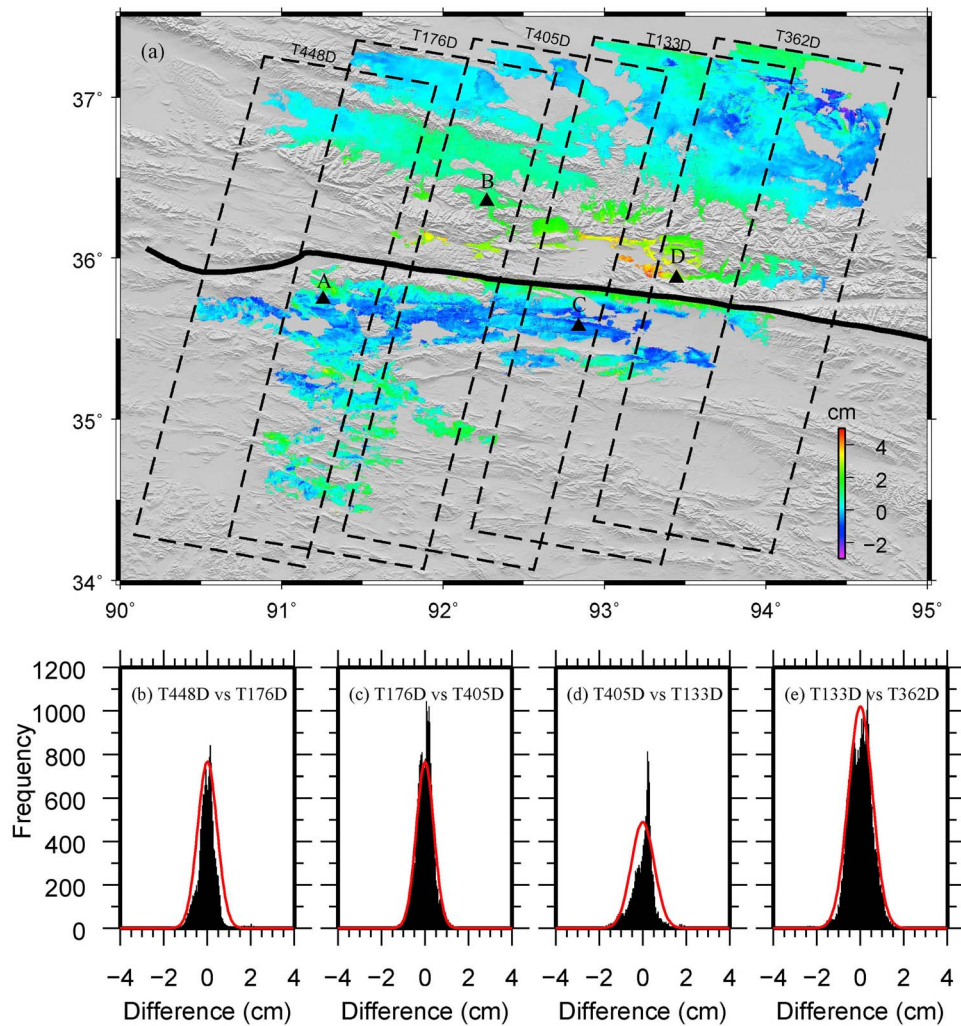 (a)
T448D
T176D
T405D
T133D
T362D
37°
36°
35°
34°
B
D
A
C
cm
4
2
0
−2
90°
91°
92°
93°
94°
95°
1200
1000
800
600
400
200
0
Frequency
(b) T448D vs T176D
(c) T176D vs T405D
(d) T405D vs T133D
(e) T133D vs T362D
−4 −2 0 2 4
−4 −2 0 2 4
−4 −2 0 2 4
−4 −2 0 2 4
Difference (cm)
Difference (cm)
Difference (cm)
Difference (cm)